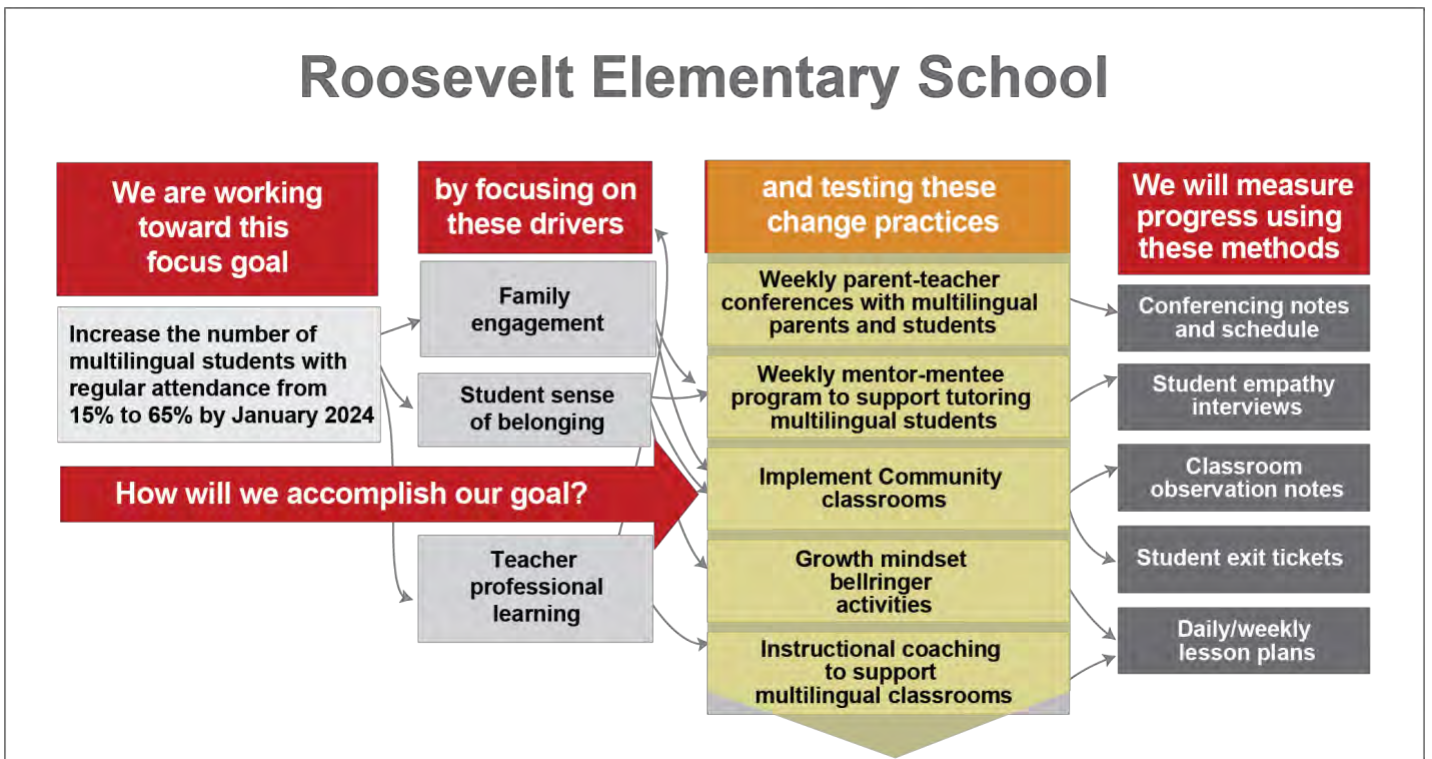 Roosevelt Elementary School
We are working
toward this
focus goal
Increase the number of
multilingual students with
regular attendance from
15% to 65% by January 2024
by focusing on
these drivers
Family
engagement
Student sense
of belonging
How will we accomplish our goal?
Teacher
professional
learning
and testing these
change practices
Weekly parent-teacher
conferences with multilingual
parents and students
Weekly mentor-mentee
program to support tutoring
multilingual students
Implement Community
classrooms
Growth mindset
bellringer
activities
Instructional coaching
to support
multilingual classrooms
We will measure
progress using
these methods
Conferencing notes
and schedule
Student empathy
interviews
Classroom
observation notes
Student exit tickets
Daily/weekly
lesson plans